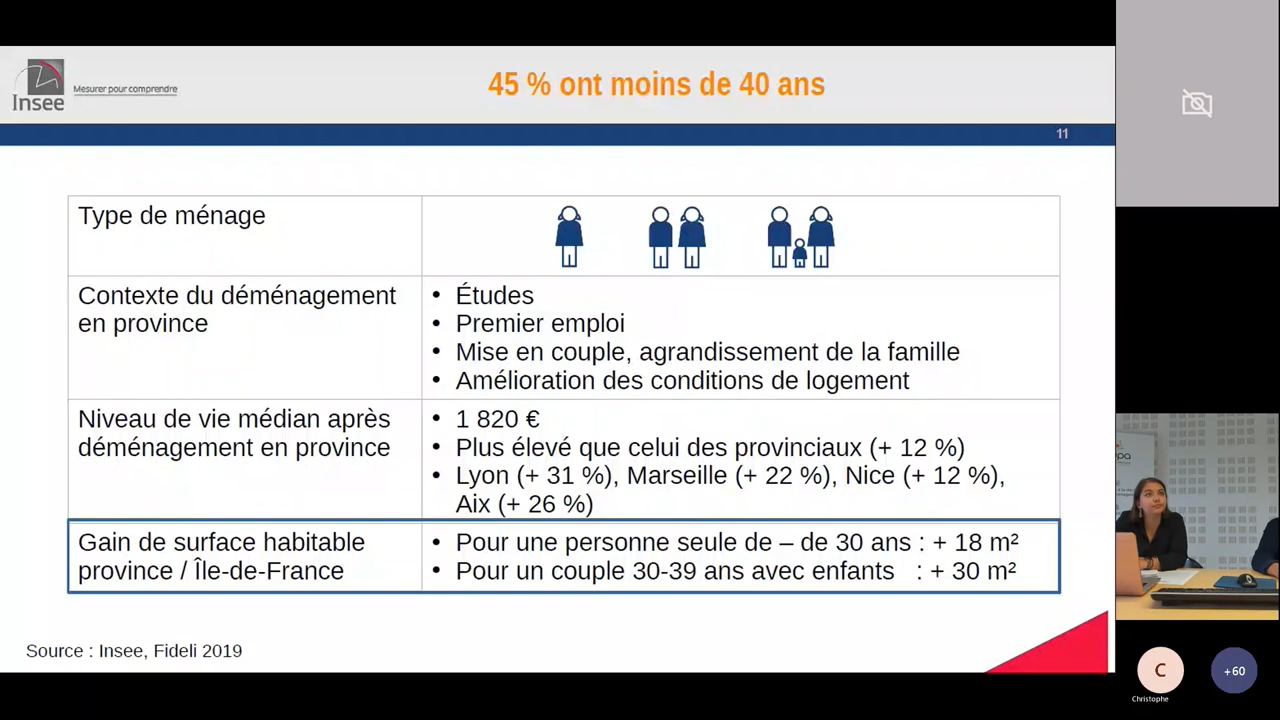 45 % ont moins de 40 ans
Insee
Mesurer pour comprendre
11
Type de ménage
Contexte du déménagement
en province
• Études
• Premier emploi
• Mise en couple, agrandissement de la famille
• Amélioration des conditions de logement
Niveau de vie médian après
déménagement en province
• 1 820 €
• Plus élevé que celui des provinciaux (+ 12 %)
• Lyon (+ 31 %), Marseille (+ 22 %), Nice (+ 12 %),
Aix (+ 26 %)
Gain de surface habitable
province / Île-de-France
• Pour une personne seule de – de 30 ans : + 18 m²
• Pour un couple 30-39 ans avec enfants : + 30 m²
Source : Insee, Fideli 2019
C
Christophe
+60